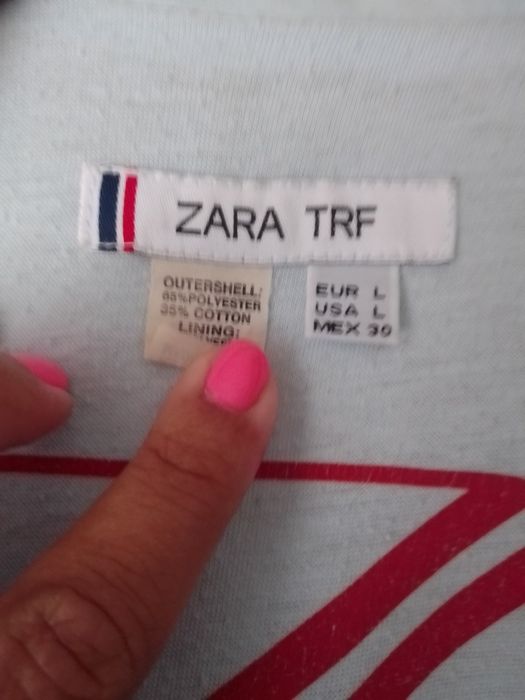 ZARA TRF
OUTERSHELL:
65%POLYESTER
35% COTTON
LINING:
EUR L
USA L
MEX 30